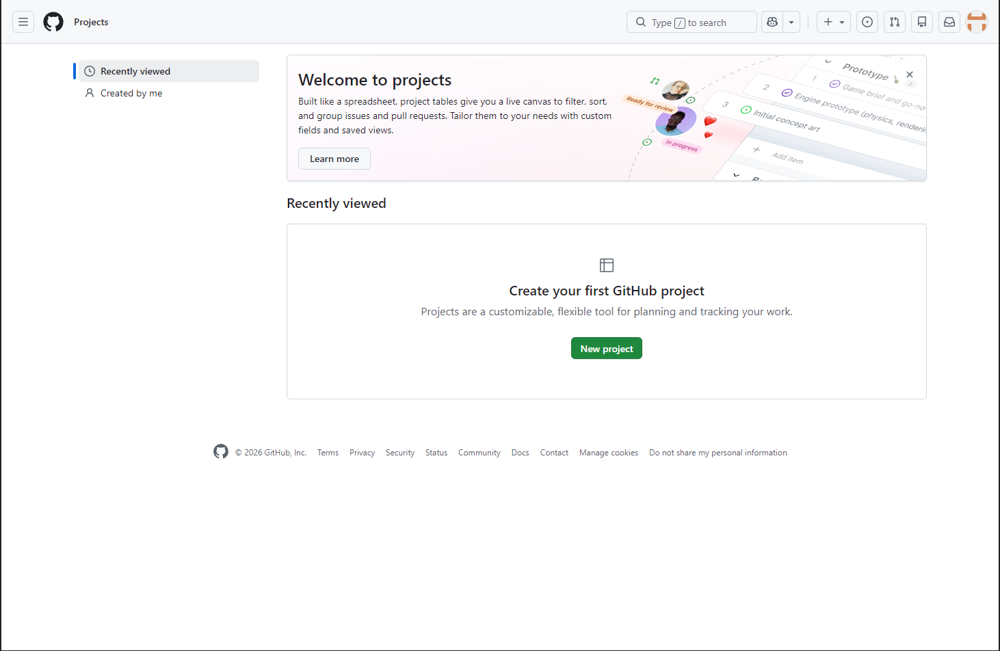 Projects
Type / to search
Recently viewed
Created by me
Welcome to projects
Built like a spreadsheet, project tables give you a live canvas to filter, sort,
and group issues and pull requests. Tailor them to your needs with custom
fields and saved views.
Learn more
Ready for review
In progress
Prototype
3
1 Game brief and go-no-
2 Engine prototype (physics, renderin
3 Initial concept art
Add item
Recently viewed
Create your first GitHub project
Projects are a customizable, flexible tool for planning and tracking your work.
New project
© 2026 GitHub, Inc. Terms Privacy Security Status Community Docs Contact Manage cookies Do not share my personal information